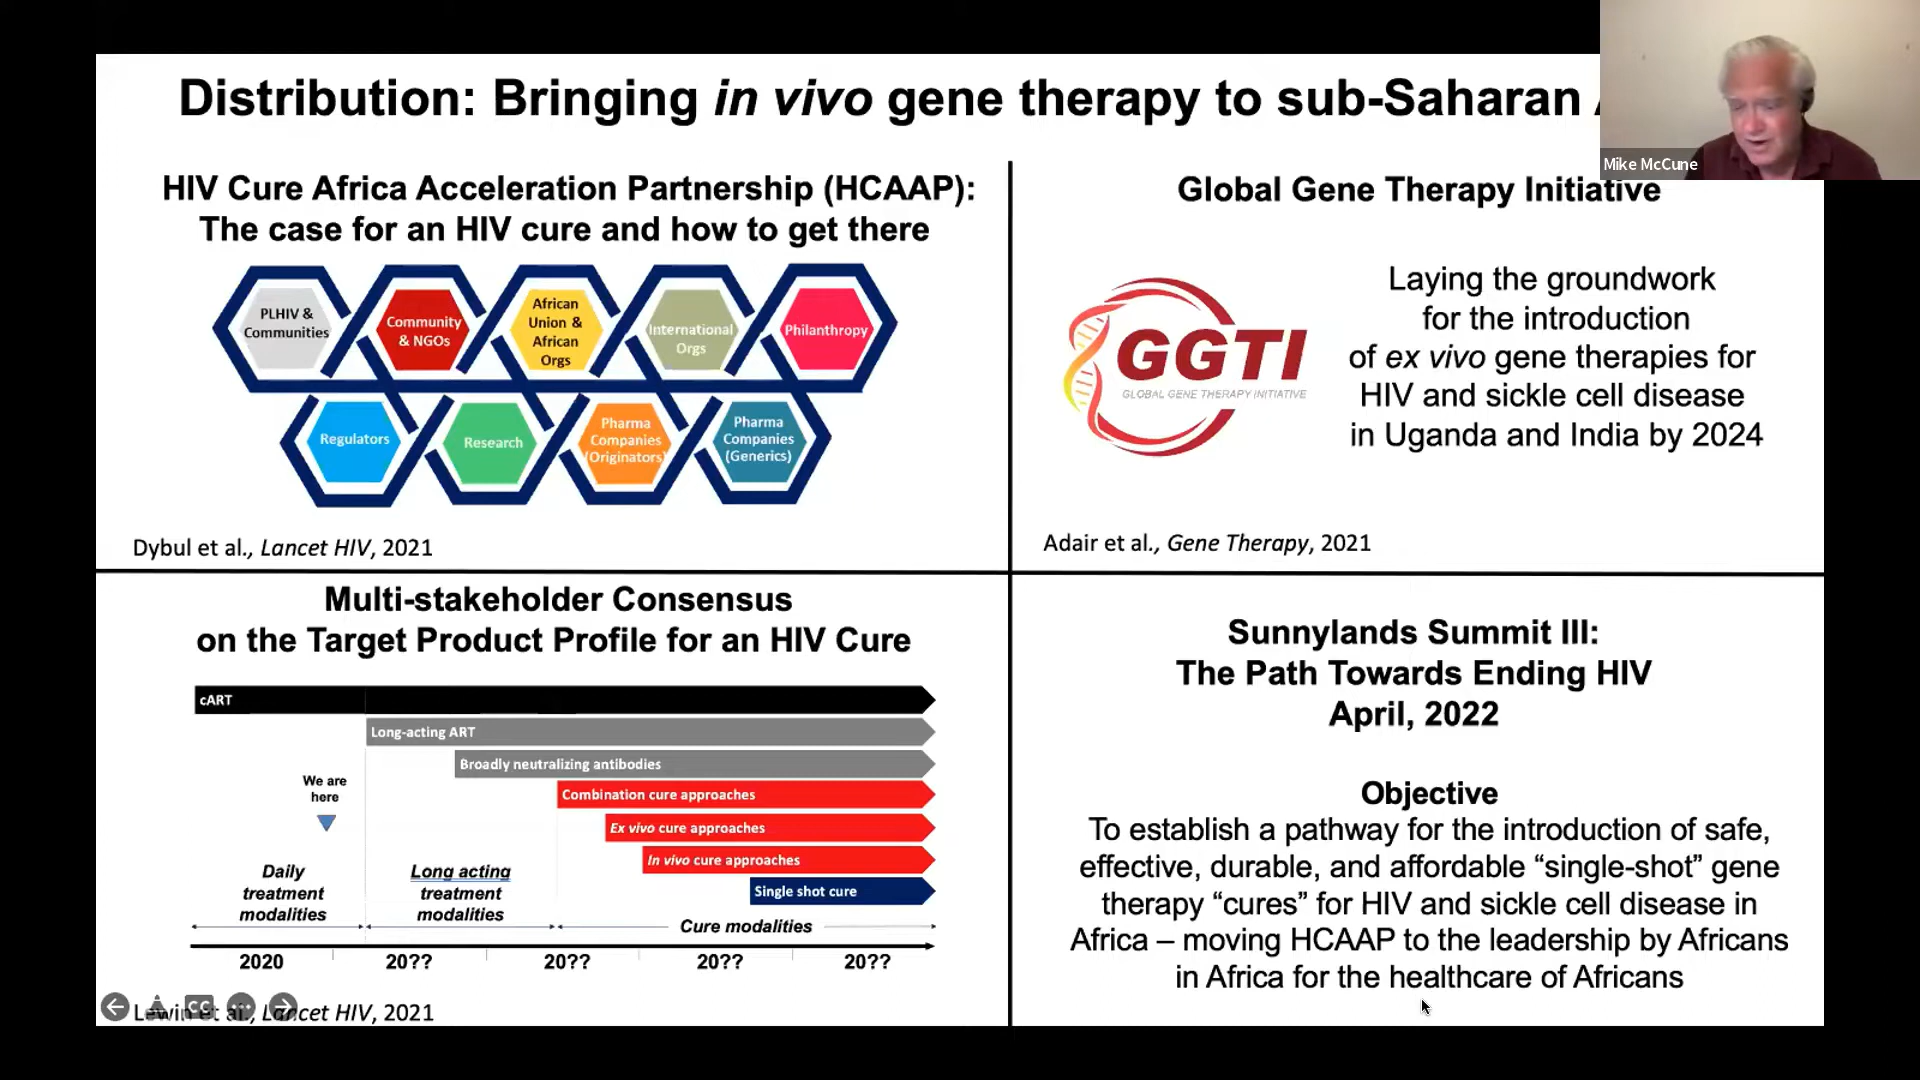 Distribution: Bringing in vivo gene therapy to sub-Saharan
Mike McCune
HIV Cure Africa Acceleration Partnership (HCAAP):
The case for an HIV cure and how to get there
PLHIV &
Communities
Community
& NGOs
African
Union &
African
Orgs
International
Orgs
Philanthropy
Regulators
Research
Pharma
Companies
(Originators)
Pharma
Companies
(Generics)
Dybul et al., Lancet HIV, 2021
Global Gene Therapy Initiative
GGTI
GLOBAL GENE THERAPY INITIATIVE
Laying the groundwork
for the introduction
of ex vivo gene therapies for
HIV and sickle cell disease
in Uganda and India by 2024
Adair et al., Gene Therapy, 2021
Multi-stakeholder Consensus
on the Target Product Profile for an HIV Cure
cART
Long-acting ART
Broadly neutralizing antibodies
Combination cure approaches
Ex vivo cure approaches
In vivo cure approaches
Single shot cure
We are
here
Daily
treatment
modalities
Long acting
treatment
modalities
Cure modalities
2020 20?? 20?? 20?? 20??
CC
Lewin et al., Lancet HIV, 2021
Sunnylands Summit III:
The Path Towards Ending HIV
April, 2022
Objective
To establish a pathway for the introduction of safe,
effective, durable, and affordable “single-shot” gene
therapy “cures” for HIV and sickle cell disease in
Africa – moving HCAAP to the leadership by Africans
in Africa for the healthcare of Africans